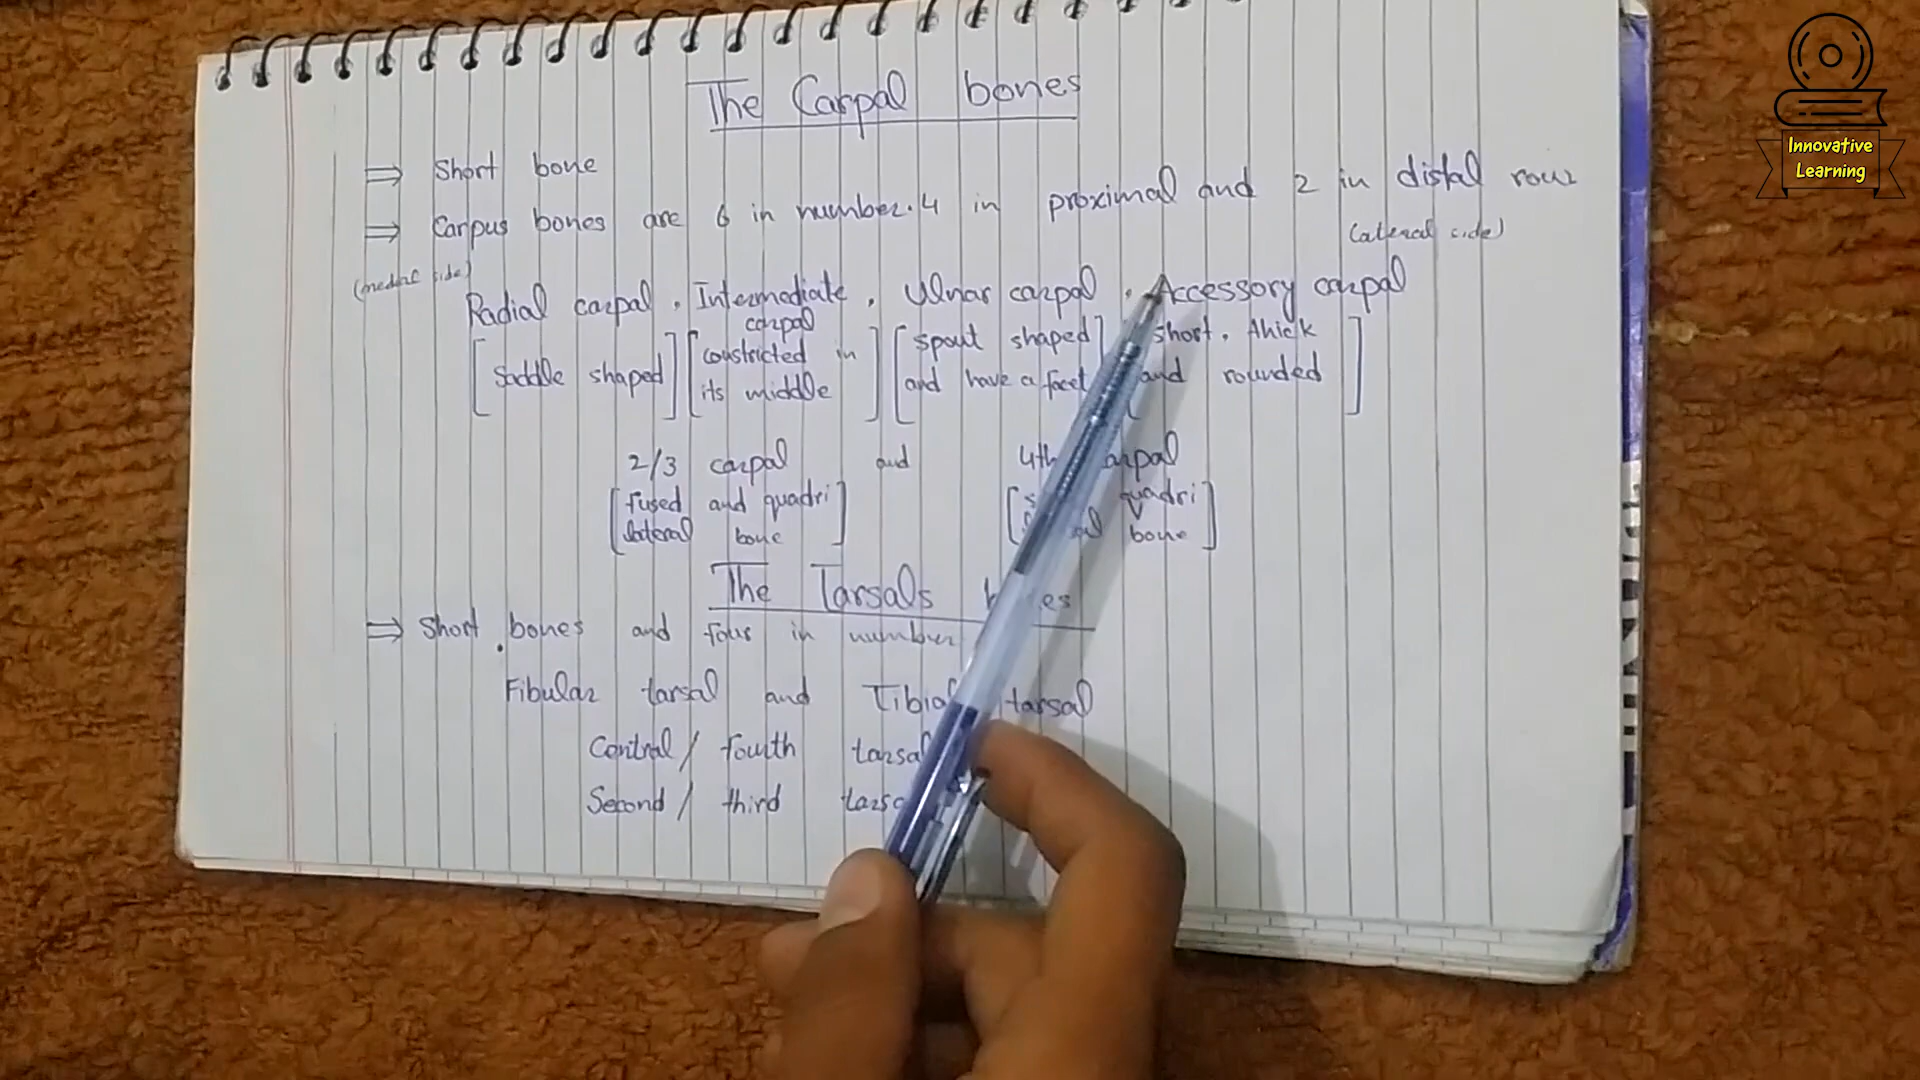 The Carpal bones
⇒ Short bone
⇒ Carpus bones are 6 in number. 4 in proximal and 2 in distal row
(medial side)
(lateral side)
Radial carpal, Intermediate carpal, Ulnar carpal, Accessory carpal
[Saddle shaped] [constricted in its middle] [spout shaped and have a facet [short, thick and rounded]
2/3 carpal and 4th carpal
[fused and quadri lateral bone] [quadri bone]
The Tarsals
⇒ Short bones and four in number
Fibular tarsal and Tibial tarsal
Central / fourth tarsal
Second / third
Innovative
Learning